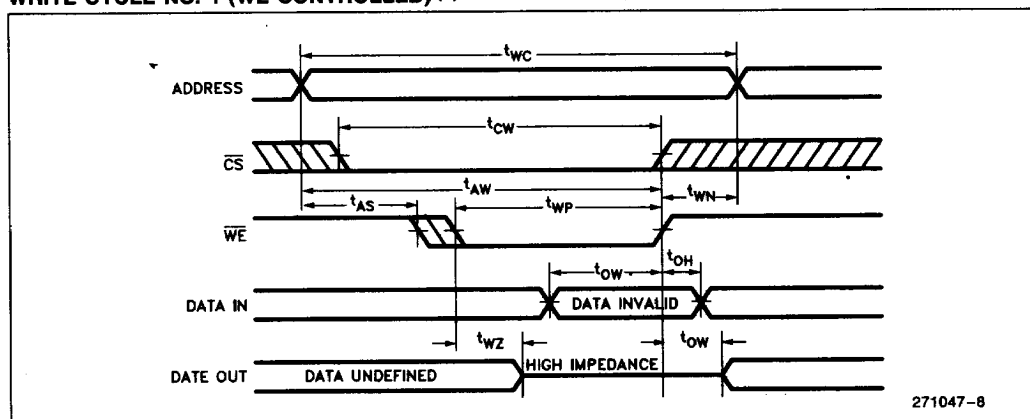 WRITE CYCLE NO. 1 (WE CONTROLLED)
tWC
ADDRESS
tCW
CS
tAW
tWN
tAS
tWP
WE
tOW
tOH
DATA IN
DATA INVALID
tWZ
tOW
HIGH IMPEDANCE
DATE OUT
DATA UNDEFINED
271047-8